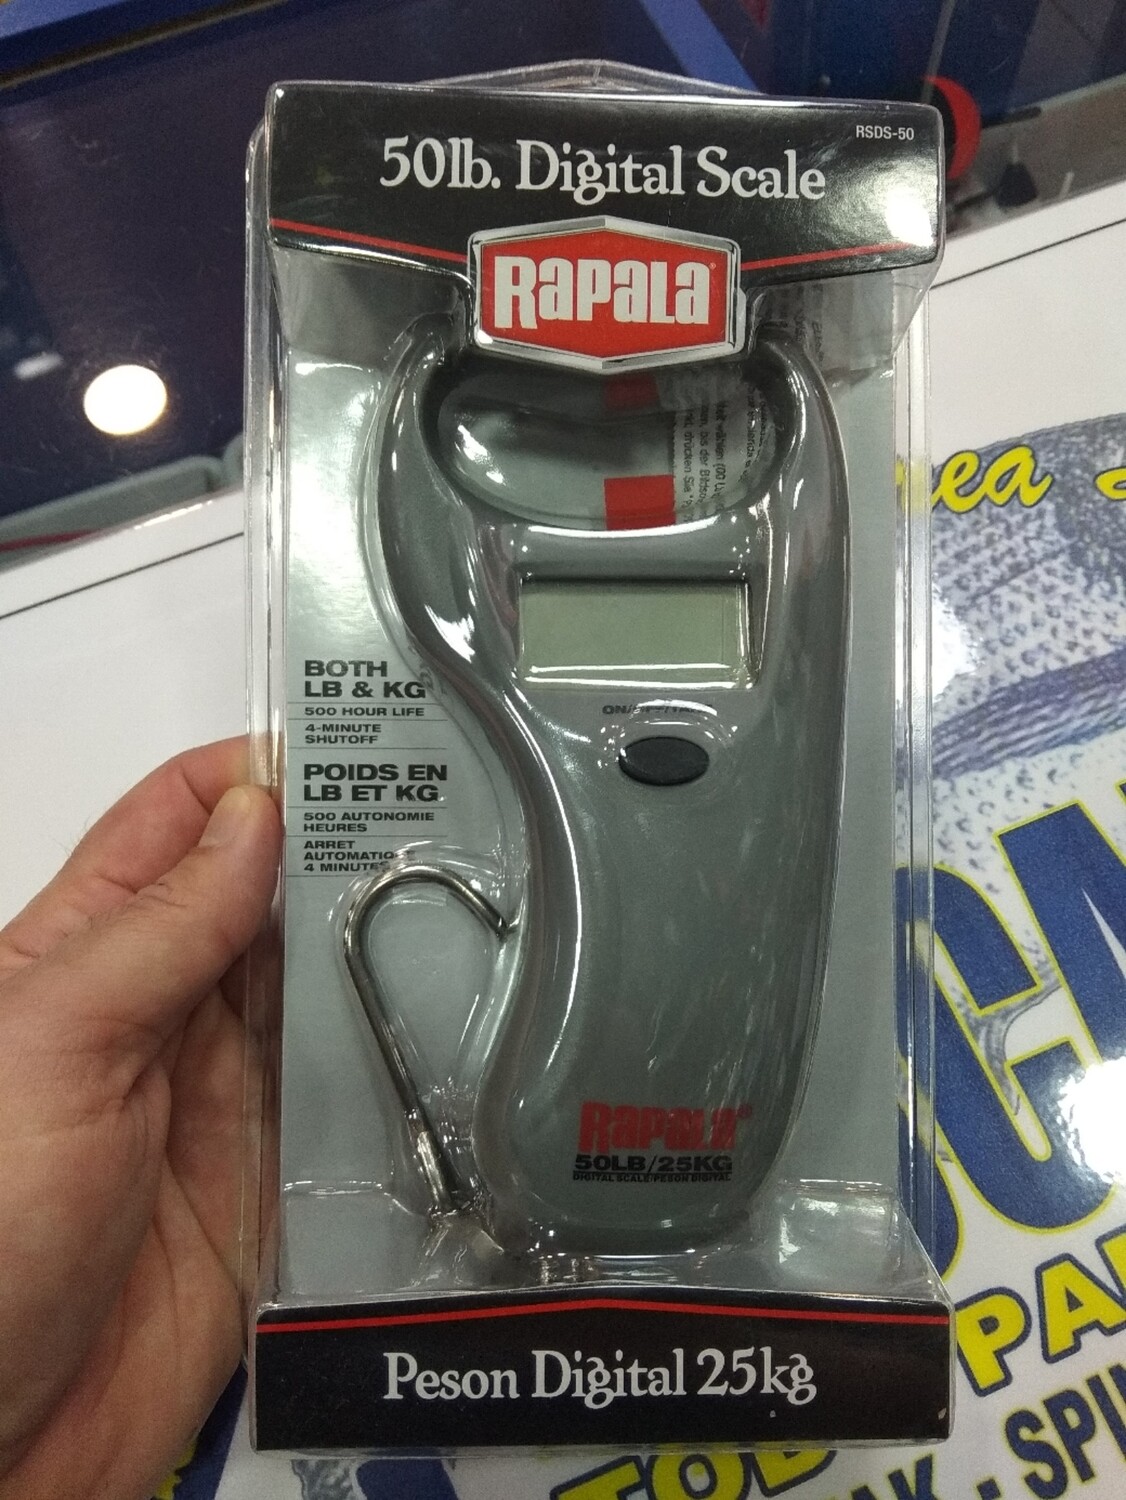 RSDS-50
50lb. Digital Scale
RAPALA
BOTH
LB & KG
500 HOUR LIFE
4-MINUTE
SHUTOFF
POIDS EN
LB ET KG
500 AUTONOMIE
HEURES
ARRET
AUTOMATIQUE
4 MINUTES
Rapala
50LB/25KG
DIGITAL SCALE/PESON DIGITAL
Peson Digital 25kg